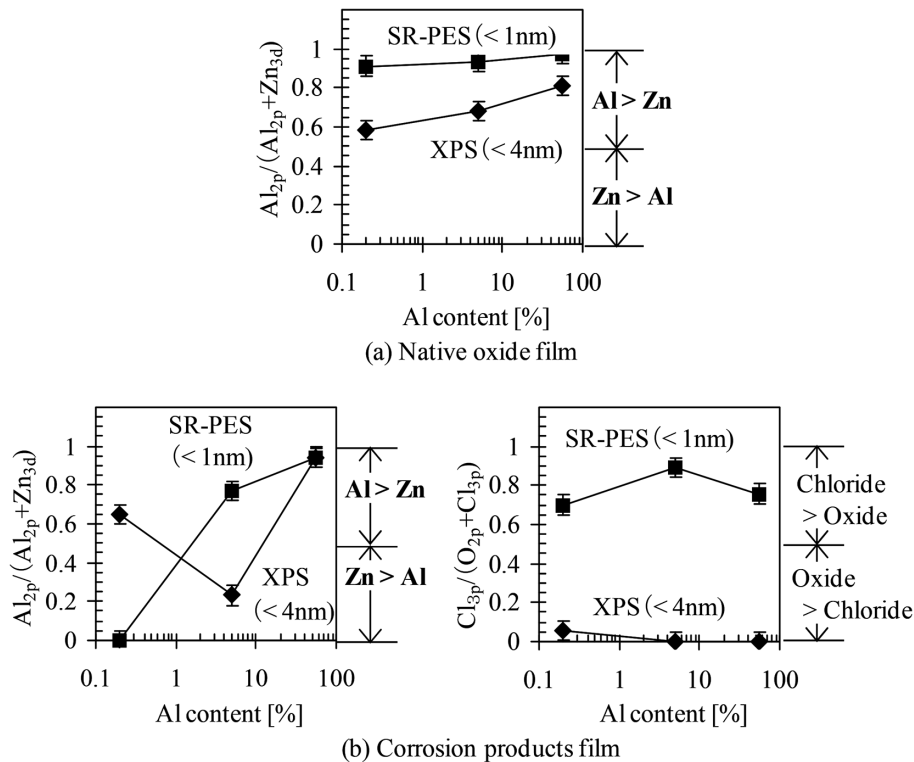 SR-PES (< 1nm)
XPS (< 4nm)
Al2p/(Al2p+Zn3d)
1
0.8
0.6
0.4
0.2
0
0.1 1 10 100
Al content [%]
Al > Zn
Zn > Al
(a) Native oxide film
SR-PES
(< 1nm)
XPS
(< 4nm)
Al2p/(Al2p+Zn3d)
1
0.8
0.6
0.4
0.2
0
0.1 1 10 100
Al content [%]
Al > Zn
Zn > Al
SR-PES (< 1nm)
XPS (< 4nm)
Cl3p/(O2p+Cl3p)
1
0.8
0.6
0.4
0.2
0
0.1 1 10 100
Al content [%]
Chloride
> Oxide
Oxide
> Chloride
(b) Corrosion products film